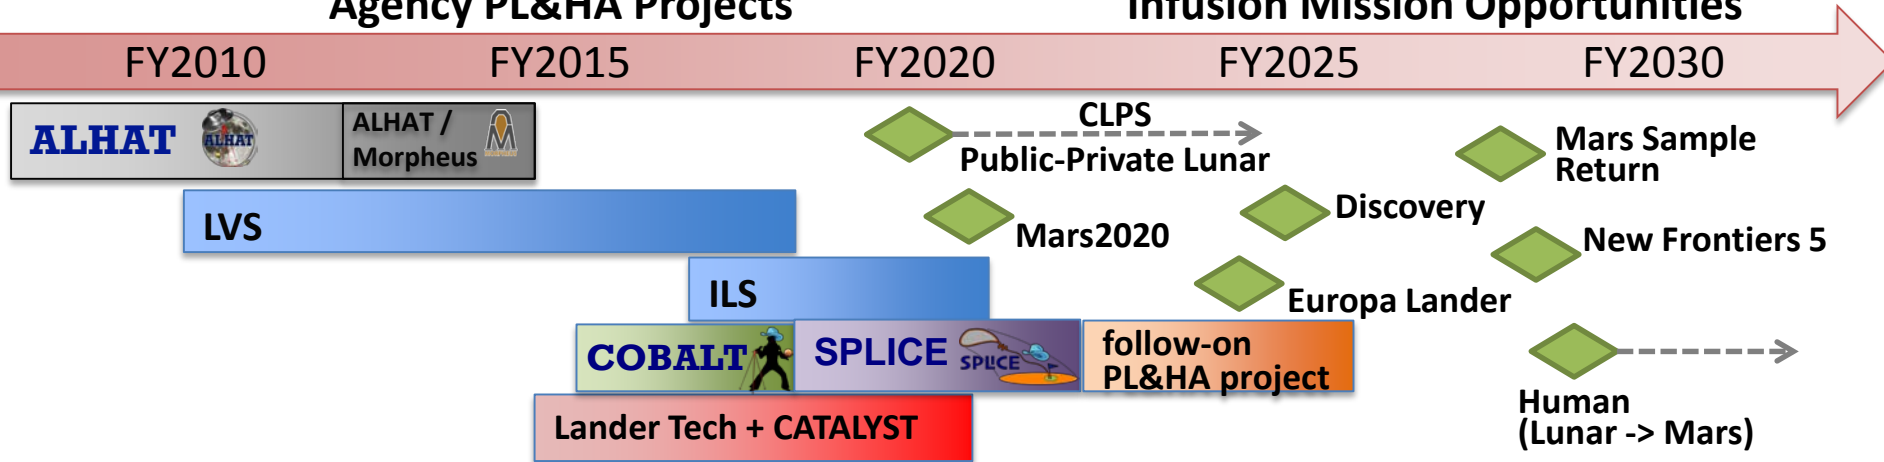 Agency PL&HA Projects
Infusion Mission Opportunities
FY2010 FY2015 FY2020 FY2025 FY2030
ALHAT
ALHAT
ALHAT /
Morpheus
CLPS
Public-Private Lunar
Mars Sample
Return
LVS
Mars2020
Discovery
New Frontiers 5
ILS
Europa Lander
COBALT
SPLICE
SPLICE
follow-on
PL&HA project
Lander Tech + CATALYST
Human
(Lunar -> Mars)